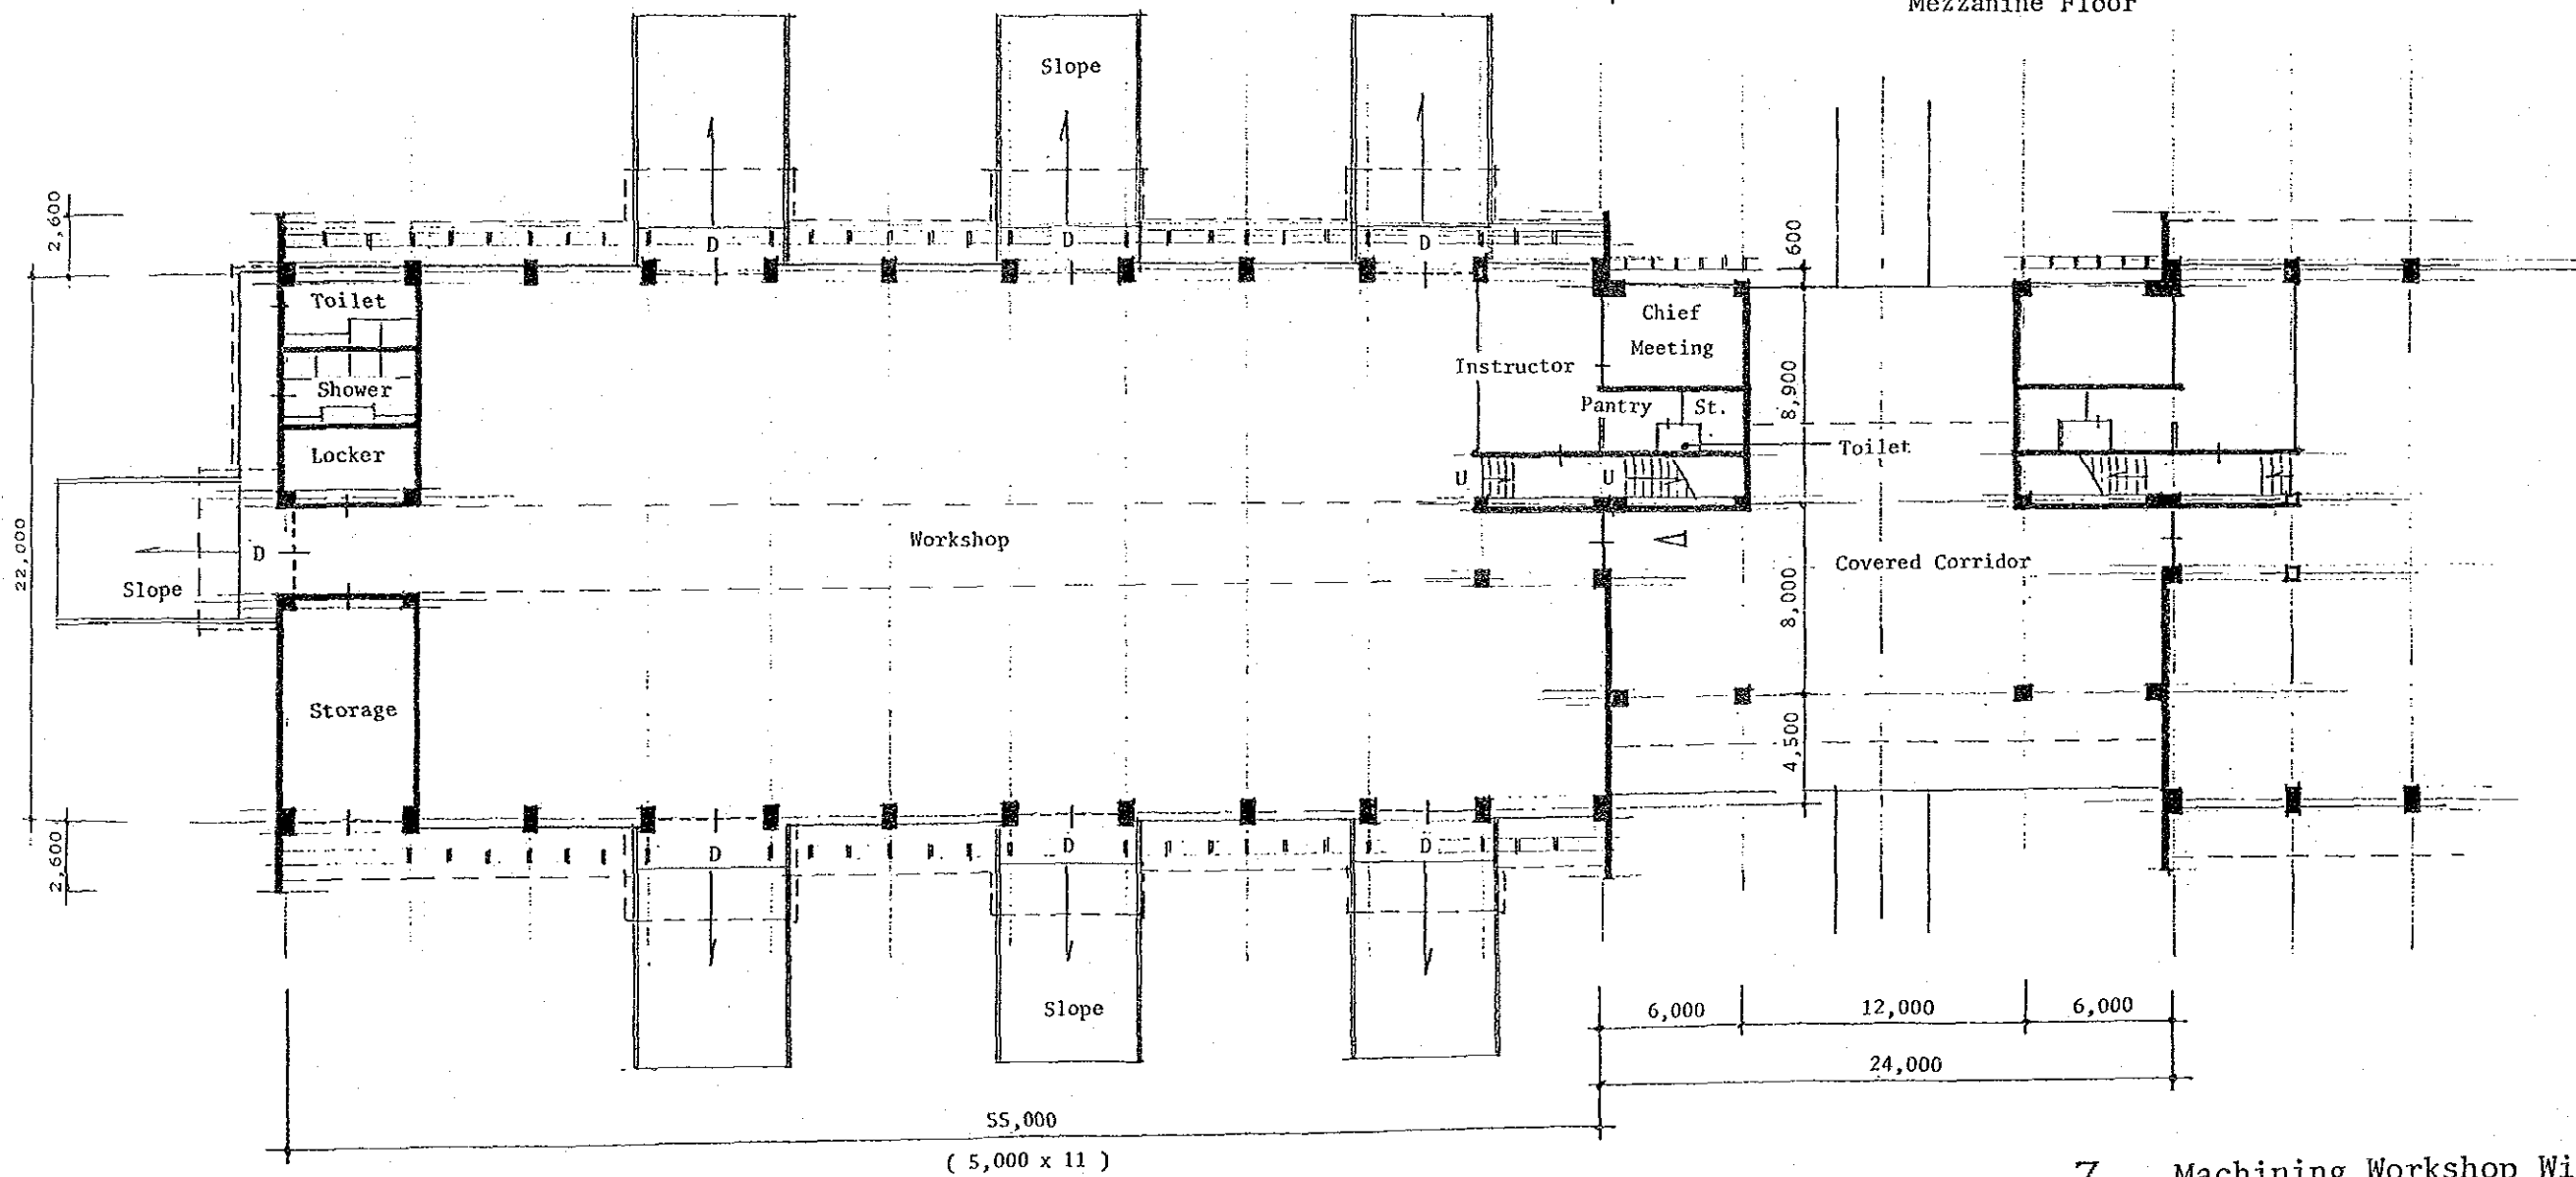 Mezzanine Floor
Slope
2,600
D
D
D
600
Toilet
Chief
Meeting
Instructor
8,900
Shower
Pantry
St.
Locker
Toilet
U
U
22,000
Workshop
D
Covered Corridor
Slope
8,000
Storage
4,500
2,600
D
D
D
Slope
6,000
12,000
6,000
24,000
55,000
( 5,000 x 11 )
7 Machining Workshop Wi